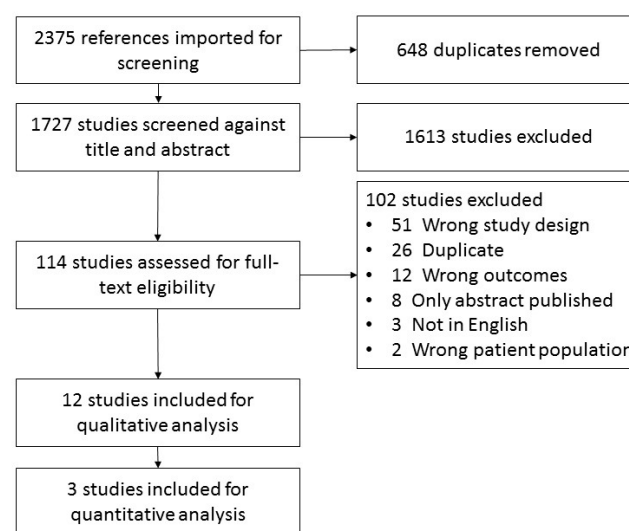 2375 references imported for
screening
648 duplicates removed
1727 studies screened against
title and abstract
1613 studies excluded
102 studies excluded
• 51 Wrong study design
• 26 Duplicate
• 12 Wrong outcomes
• 8 Only abstract published
• 3 Not in English
• 2 Wrong patient population
114 studies assessed for full-
text eligibility
12 studies included for
qualitative analysis
3 studies included for
quantitative analysis